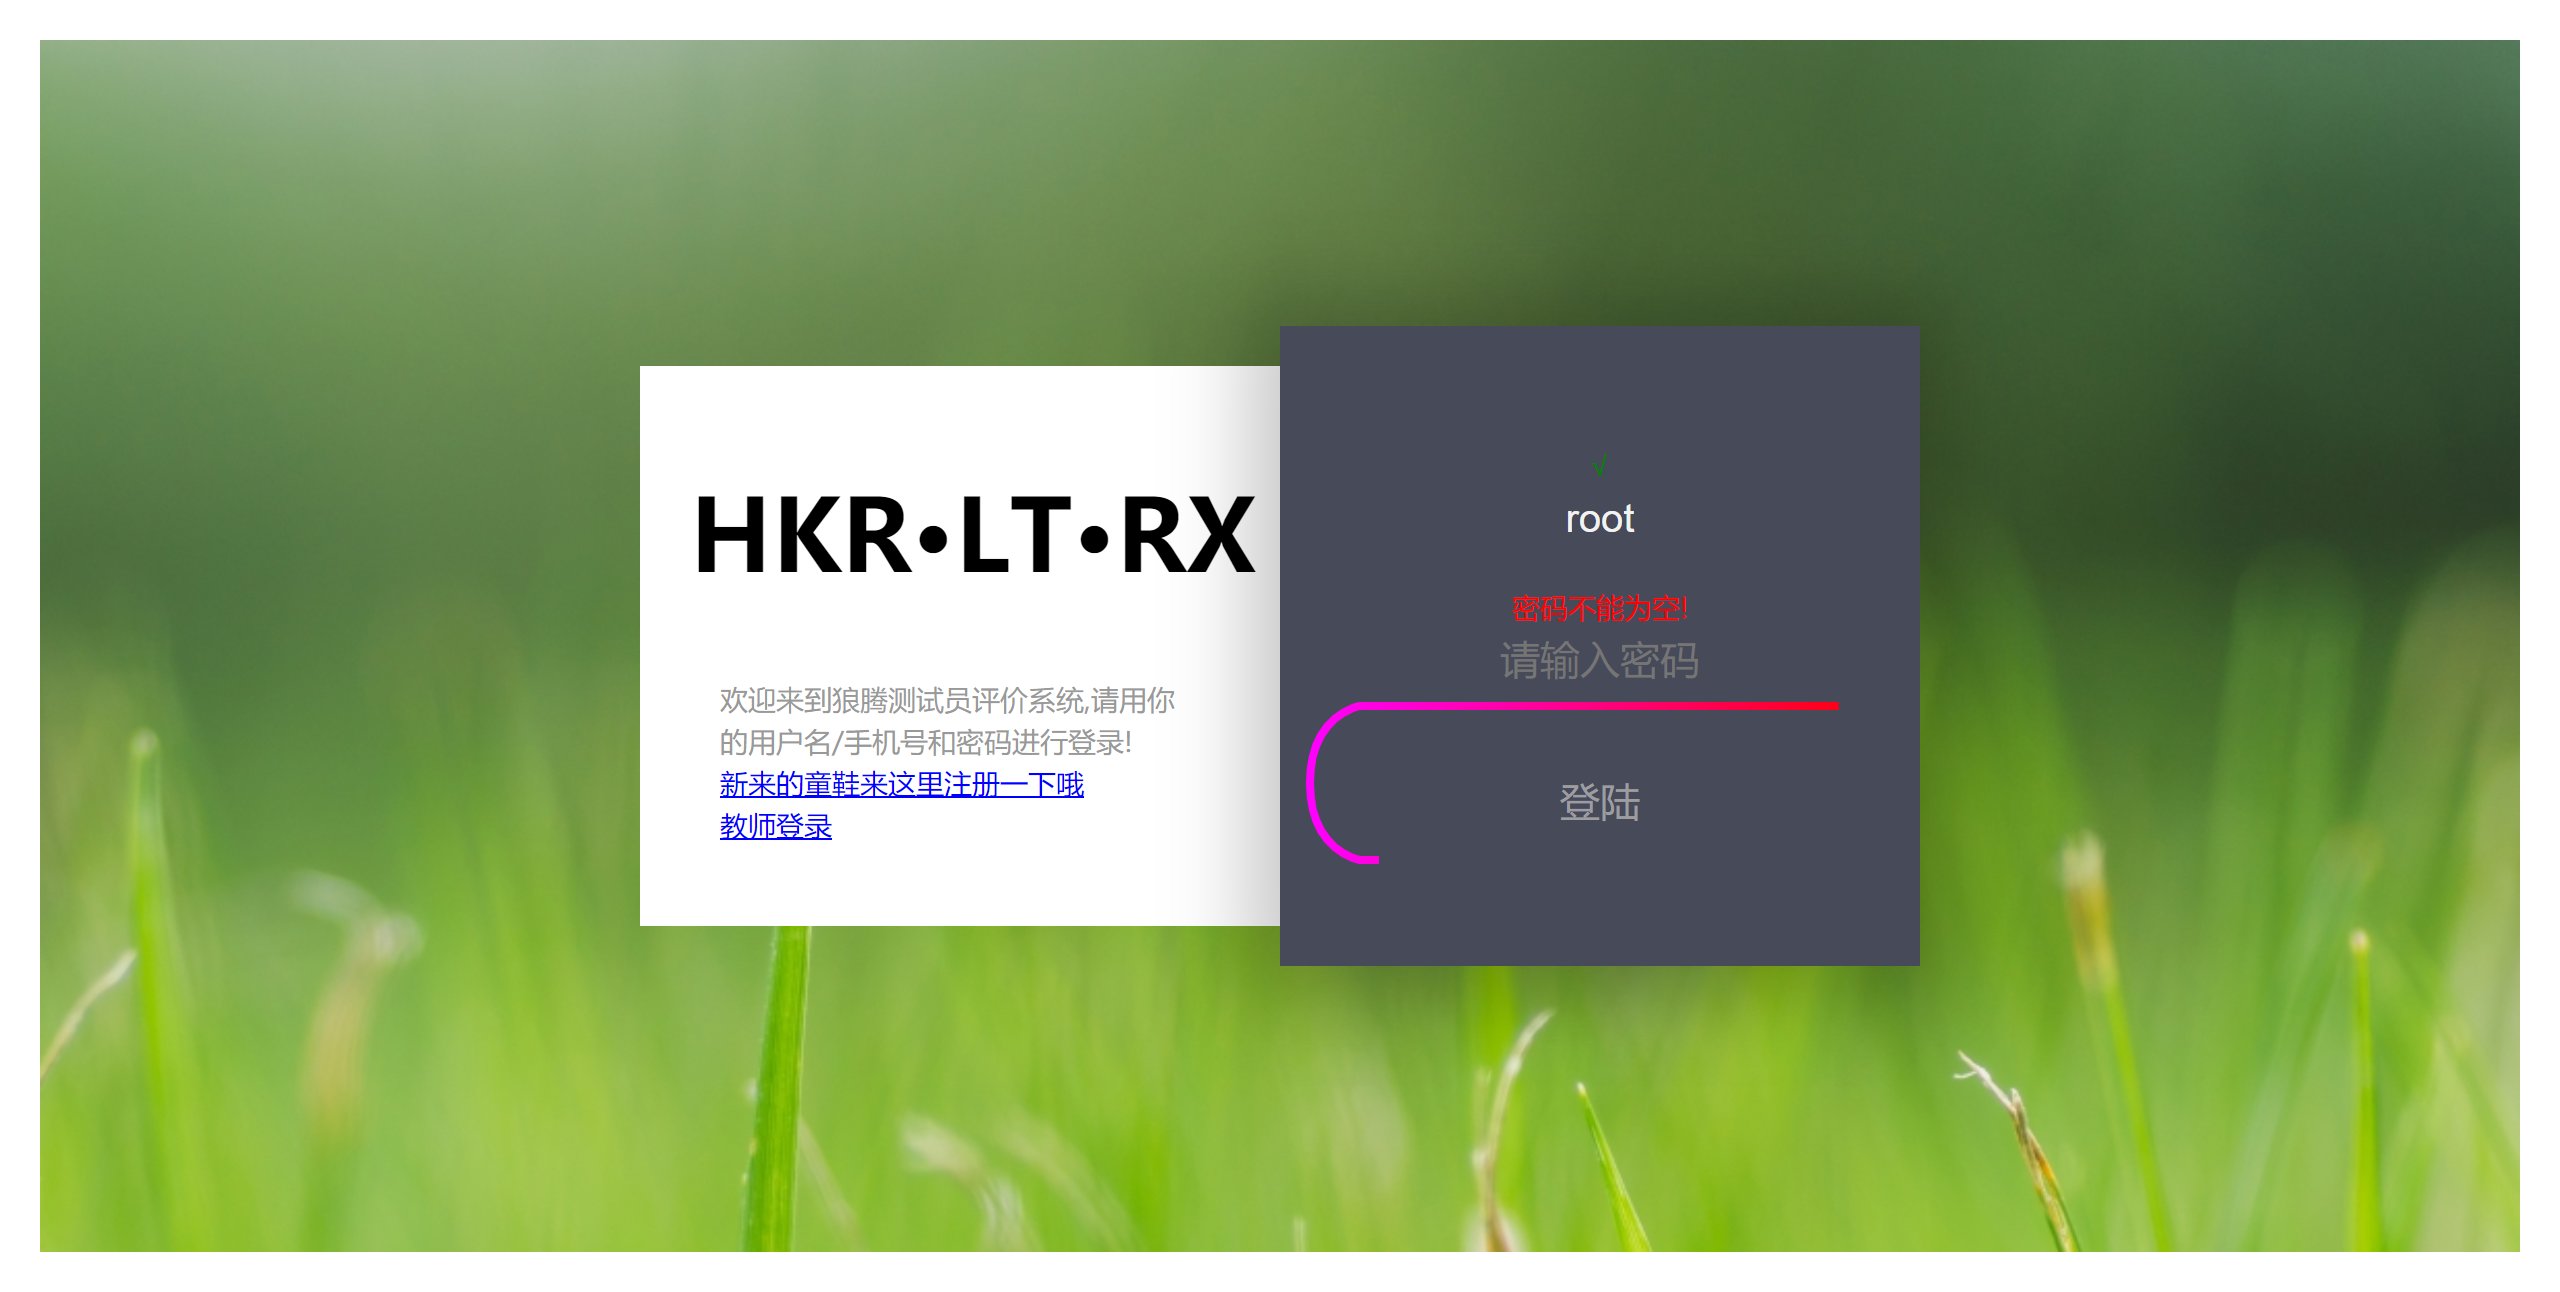 HKR•LT•RX
欢迎来到狼腾测试员评价系统,请用你
的用户名/手机号和密码进行登录!
新来的童鞋来这里注册一下哦
教师登录
√
root
密码不能为空!
请输入密码
登陆